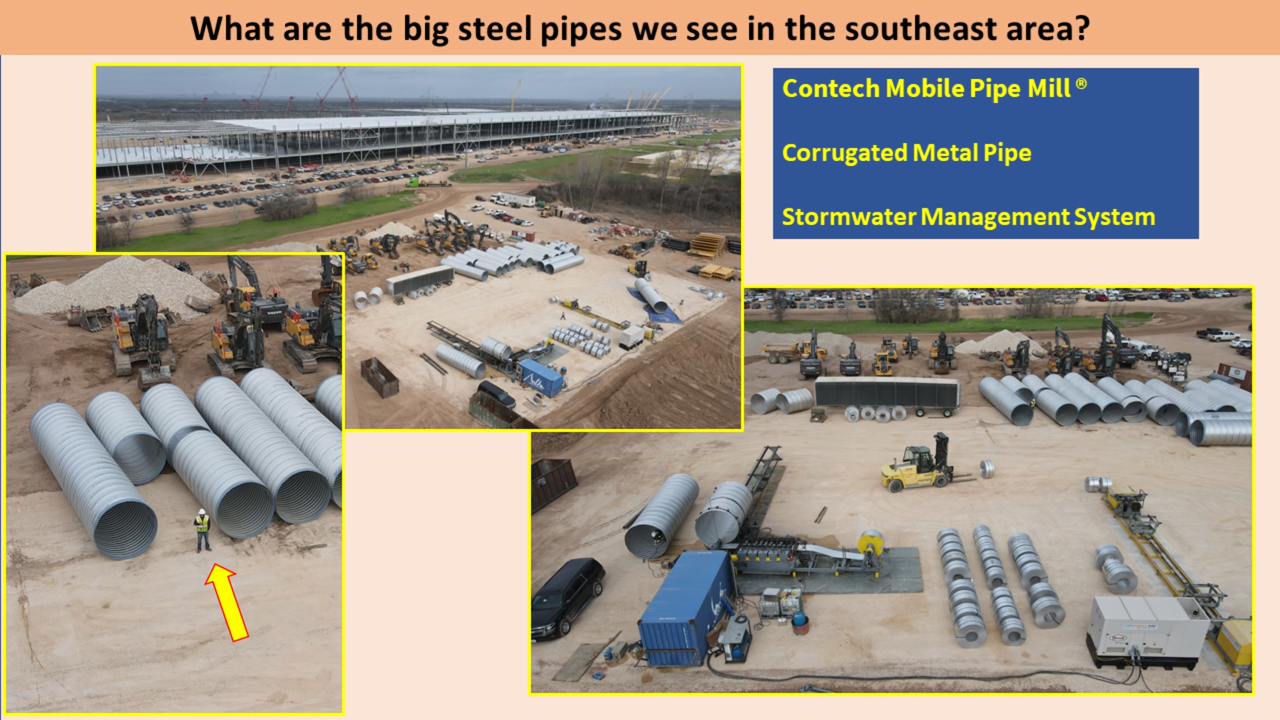 What are the big steel pipes we see in the southeast area?
Contech Mobile Pipe Mill ®
Corrugated Metal Pipe
Stormwater Management System